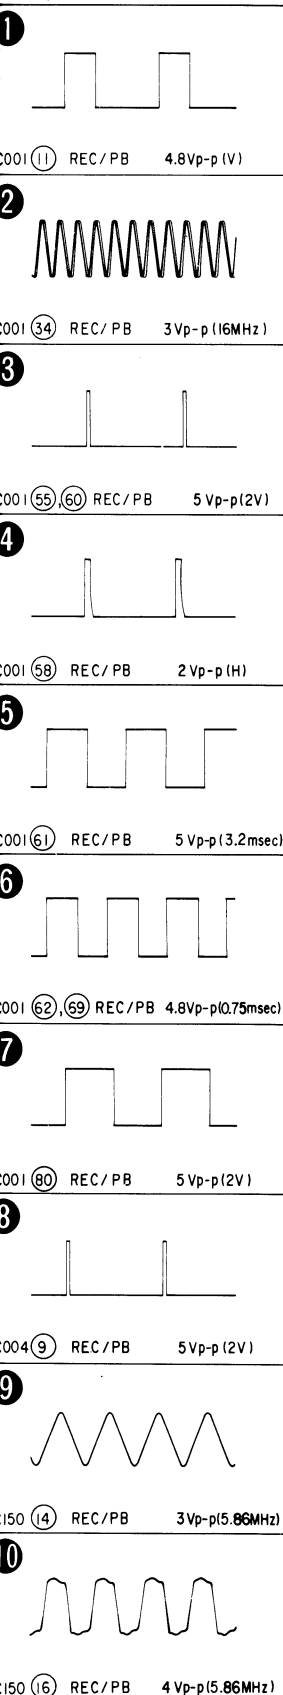 1
C001 11 REC/PB 4.8Vp-p(V)
2
C001 34 REC/PB 3Vp-p(16MHz)
3
C001 55,60 REC/PB 5Vp-p(2V)
4
C001 58 REC/PB 2Vp-p(H)
5
C001 61 REC/PB 5Vp-p(3.2msec)
6
C001 62,69 REC/PB 4.8Vp-p(0.75msec)
7
C001 80 REC/PB 5Vp-p(2V)
8
C004 9 REC/PB 5Vp-p(2V)
9
C150 14 REC/PB 3Vp-p(5.86MHz)
10
C150 16 REC/PB 4Vp-p(5.86MHz)